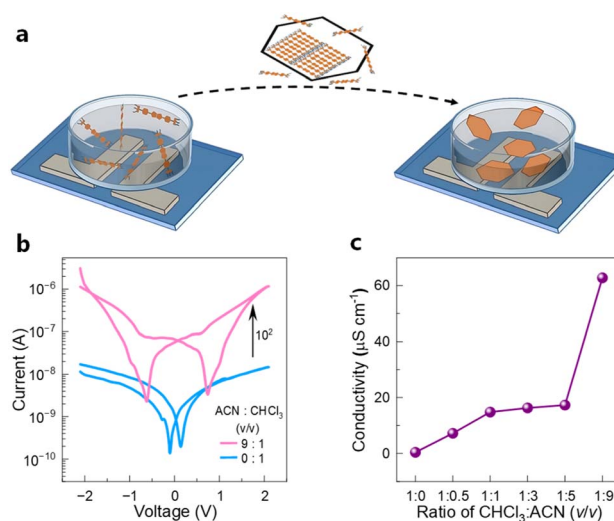 a
b
10⁻⁶
10⁻⁷
10⁻⁸
10⁻⁹
10⁻¹⁰
Current (A)
10²
ACN : CHCl₃
(v/v)
9 : 1
0 : 1
−2 −1 0 1 2
Voltage (V)
c
60
40
20
0
Conductivity (μS cm⁻¹)
1:0 1:0.5 1:1 1:3 1:5 1:9
Ratio of CHCl₃:ACN (v/v)